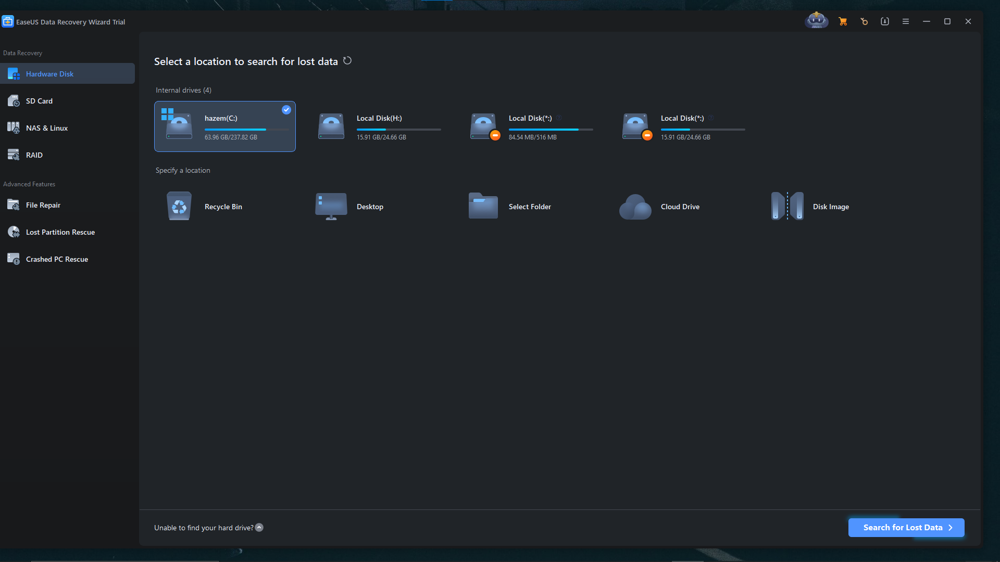 EaseUS Data Recovery Wizard Trial
Data Recovery
Hardware Disk
SD Card
NAS & Linux
RAID
Advanced Features
File Repair
Lost Partition Rescue
Crashed PC Rescue
Select a location to search for lost data
Internal drives (4)
hazem(C:)
63.96 GB/237.82 GB
Local Disk(H:)
15.91 GB/24.66 GB
Local Disk(*:)
84.54 MB/516 MB
Local Disk(*:)
15.91 GB/24.66 GB
Specify a location
Recycle Bin
Desktop
Select Folder
Cloud Drive
Disk Image
Unable to find your hard drive?
Search for Lost Data